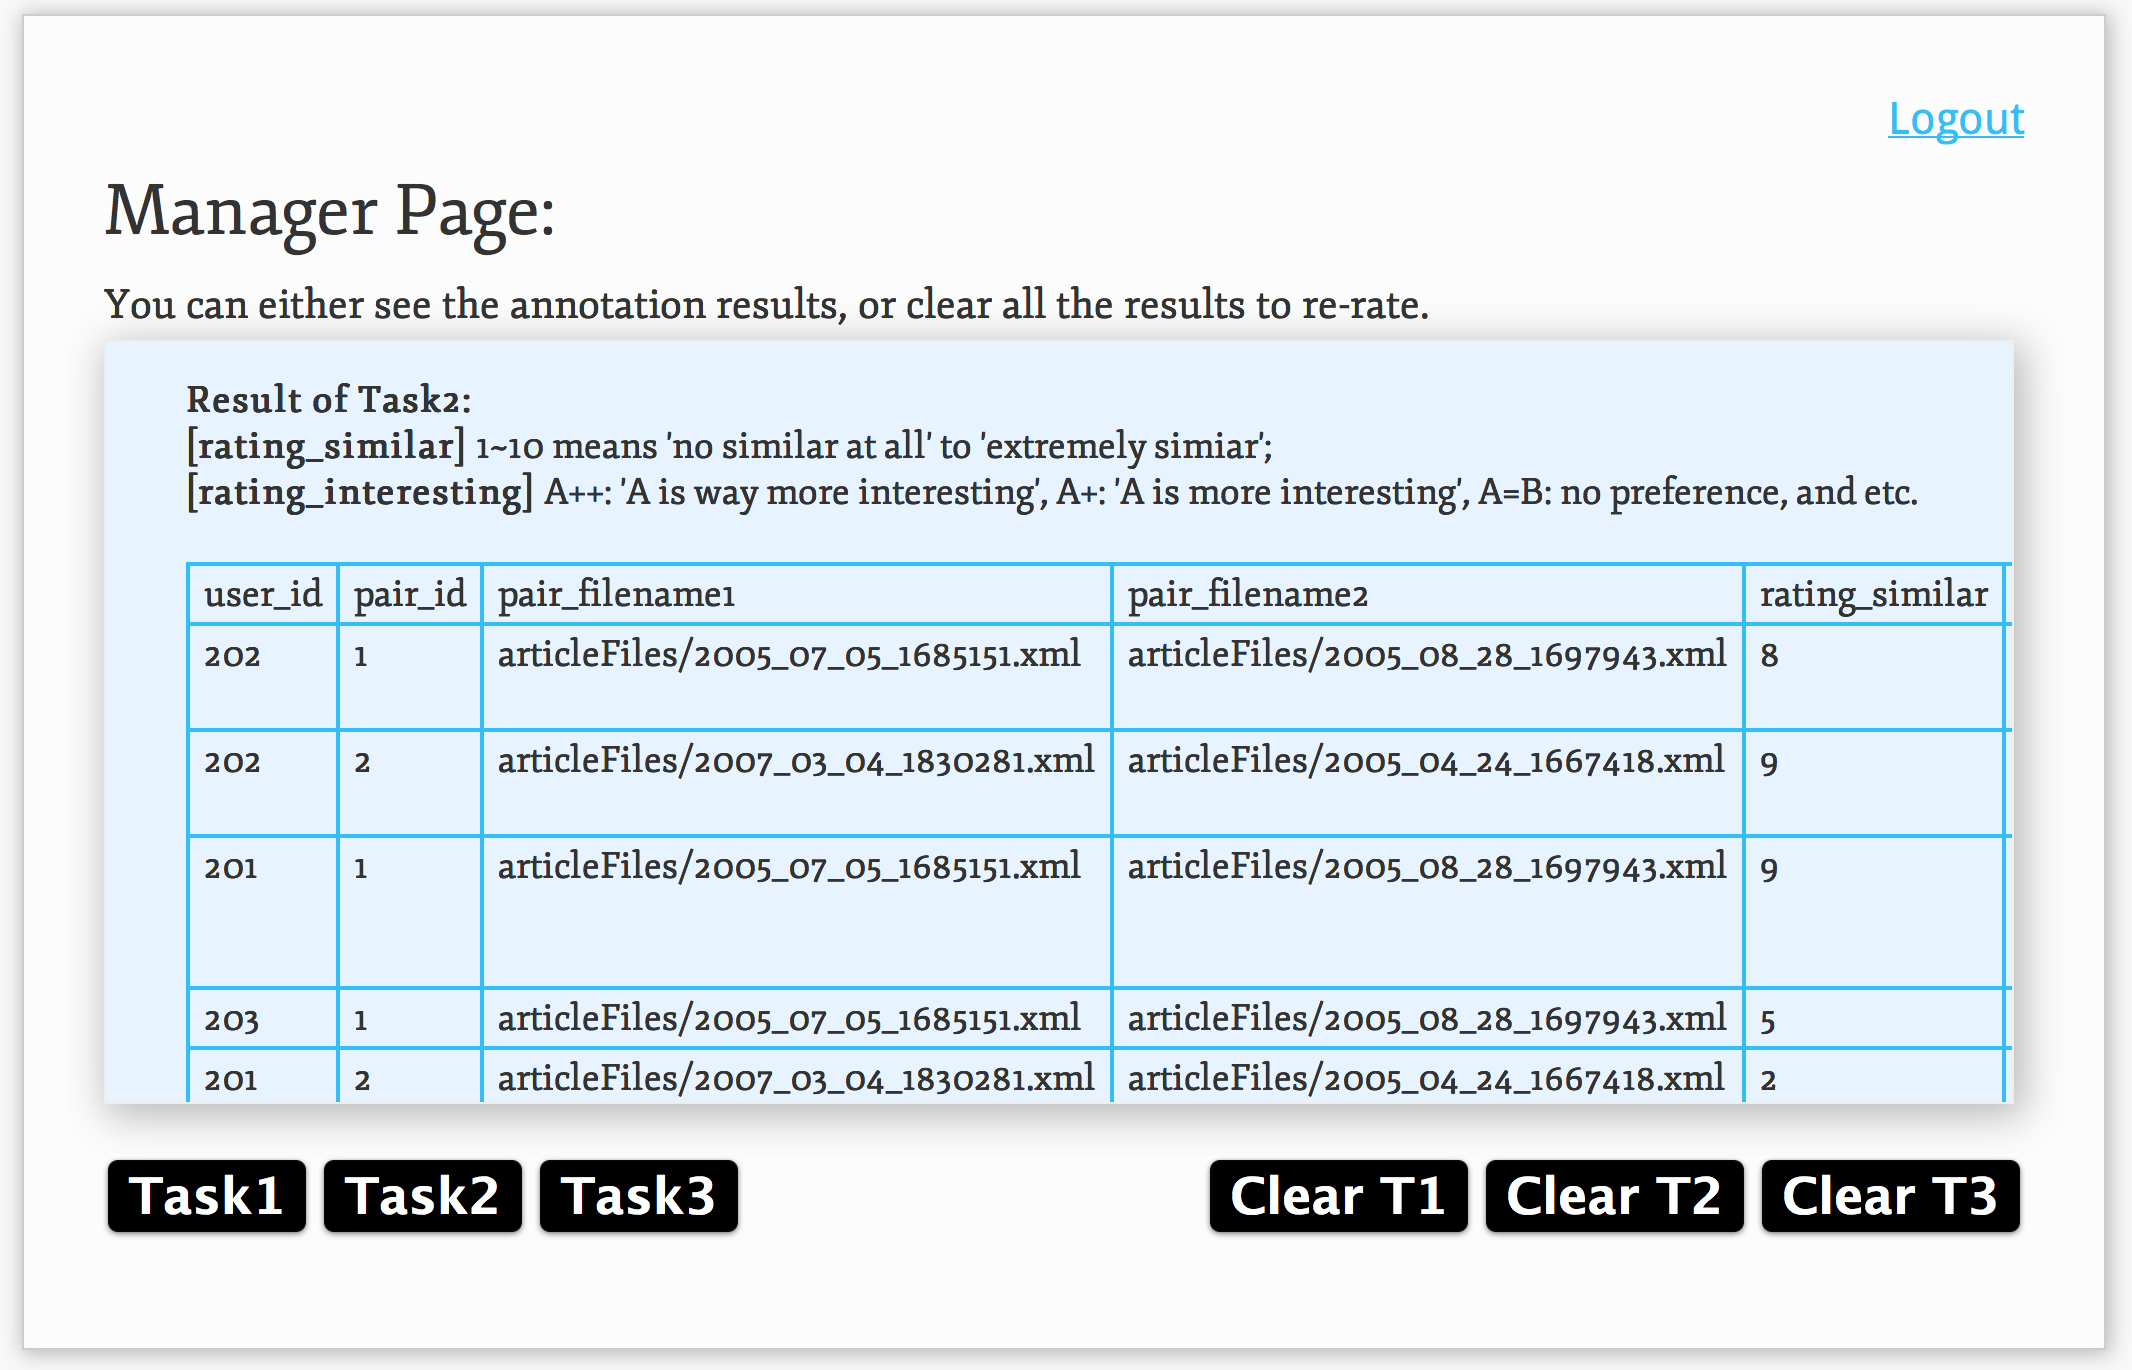 Logout
Manager Page:
You can either see the annotation results, or clear all the results to re-rate.
Result of Task2:
[rating_similar] 1~10 means 'no similar at all' to 'extremely simiar';
[rating_interesting] A++: 'A is way more interesting', A+: 'A is more interesting', A=B: no preference, and etc.
user_id pair_id pair_filename1 pair_filename2 rating_similar
202 1 articleFiles/2005_07_05_1685151.xml articleFiles/2005_08_28_1697943.xml 8
202 2 articleFiles/2007_03_04_1830281.xml articleFiles/2005_04_24_1667418.xml 9
201 1 articleFiles/2005_07_05_1685151.xml articleFiles/2005_08_28_1697943.xml 9
203 1 articleFiles/2005_07_05_1685151.xml articleFiles/2005_08_28_1697943.xml 5
201 2 articleFiles/2007_03_04_1830281.xml articleFiles/2005_04_24_1667418.xml 2
Task1 Task2 Task3 Clear T1 Clear T2 Clear T3